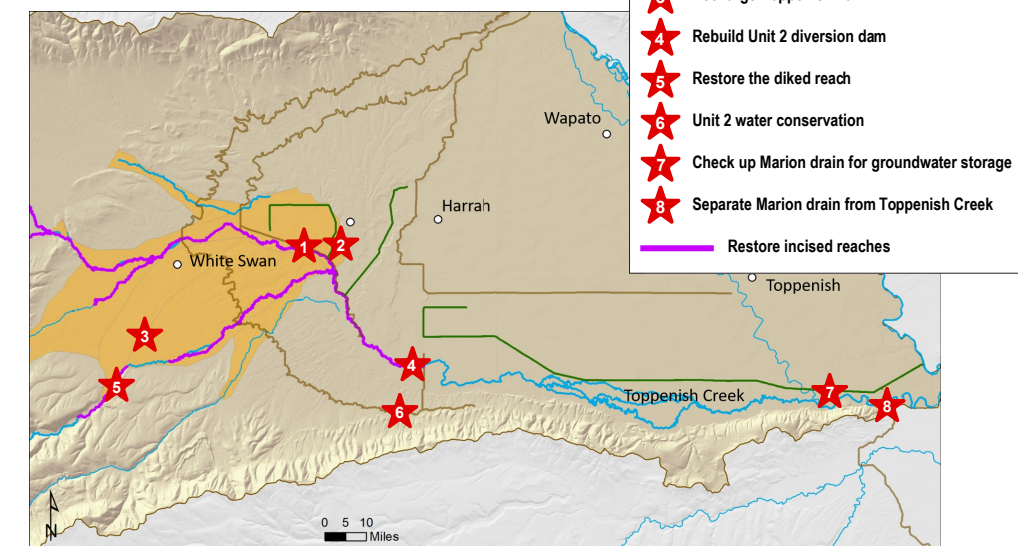 3
4 Rebuild Unit 2 diversion dam
5 Restore the diked reach
6 Unit 2 water conservation
7 Check up Marion drain for groundwater storage
8 Separate Marion drain from Toppenish Creek
Restore incised reaches
Wapato
Harrah
1 2
White Swan
Toppenish
3
4
5
7
Toppenish Creek
8
6
N
0 5 10
Miles